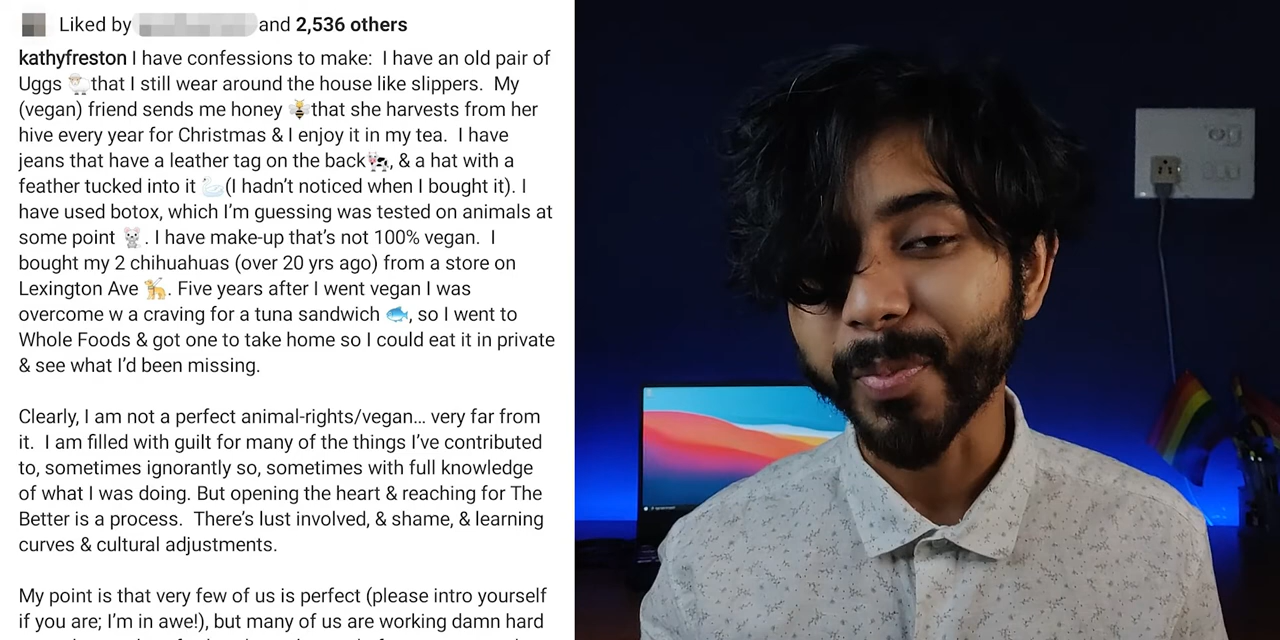 Liked by and 2,536 others
kathyfreston I have confessions to make: I have an old pair of
Uggs 🐑that I still wear around the house like slippers. My
(vegan) friend sends me honey 🐝that she harvests from her
hive every year for Christmas & I enjoy it in my tea. I have
jeans that have a leather tag on the back🐄, & a hat with a
feather tucked into it 🦢(I hadn’t noticed when I bought it). I
have used botox, which I’m guessing was tested on animals at
some point 🐭. I have make-up that’s not 100% vegan. I
bought my 2 chihuahuas (over 20 yrs ago) from a store on
Lexington Ave 🐕‍🦺. Five years after I went vegan I was
overcome w a craving for a tuna sandwich 🐟, so I went to
Whole Foods & got one to take home so I could eat it in private
& see what I’d been missing.
Clearly, I am not a perfect animal-rights/vegan… very far from
it. I am filled with guilt for many of the things I’ve contributed
to, sometimes ignorantly so, sometimes with full knowledge
of what I was doing. But opening the heart & reaching for The
Better is a process. There’s lust involved, & shame, & learning
curves & cultural adjustments.
My point is that very few of us is perfect (please intro yourself
if you are; I’m in awe!), but many of us are working damn hard